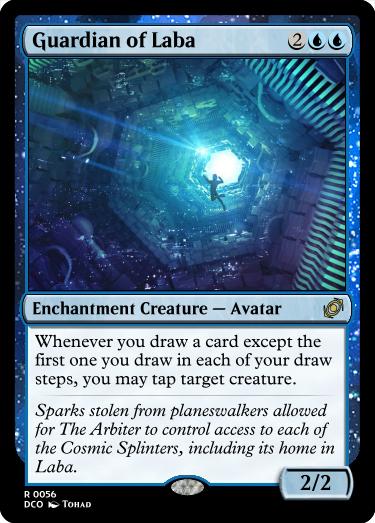 Guardian of Laba 2
Enchantment Creature — Avatar
Whenever you draw a card except the
first one you draw in each of your draw
steps, you may tap target creature.
Sparks stolen from planeswalkers allowed
for The Arbiter to control access to each of
the Cosmic Splinters, including its home in
Laba.
2/2
R 0056
DCO Tohad